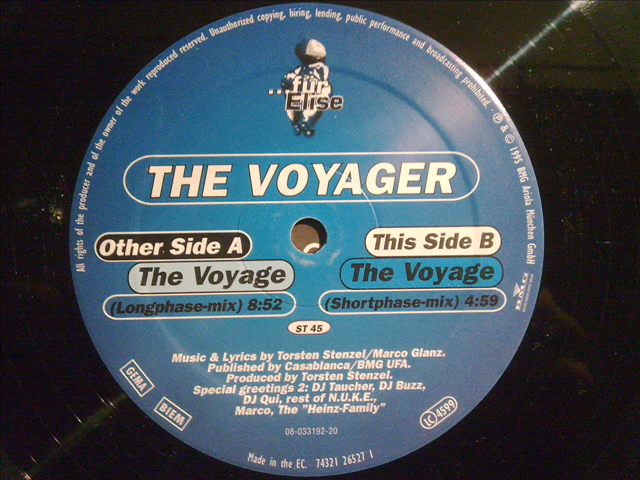 All rights of the producer and of the owner of the work reproduced reserved. Unauthorized copying, hiring, lending, public performance and broadcasting prohibited.
℗ & © 1995 BMG Ariola München GmbH
...für
Elise
THE VOYAGER
Other Side A
This Side B
The Voyage
The Voyage
(Longphase-mix) 8:52
(Shortphase-mix) 4:59
BMG
ST 45
Music & Lyrics by Torsten Stenzel/Marco Glanz.
Published by Casablanca/BMG UFA.
Produced by Torsten Stenzel.
Special greetings 2: DJ Taucher, DJ Buzz,
DJ Qui, rest of N.U.K.E.,
Marco, The "Heinz-Family"
GEMA
BIEM
LC 4599
08-033192-20
Made in the EC. 74321 26527 1